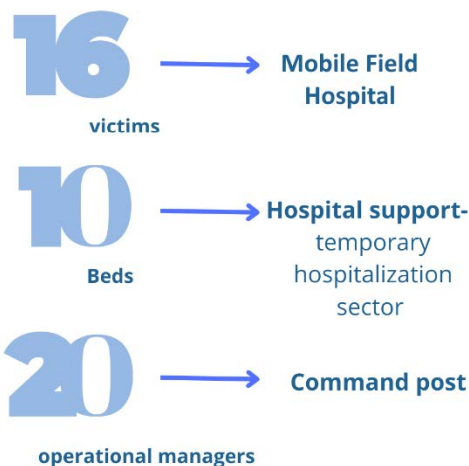 16
victims
Mobile Field
Hospital
10
Beds
Hospital support-
temporary
hospitalization
sector
20
operational managers
Command post